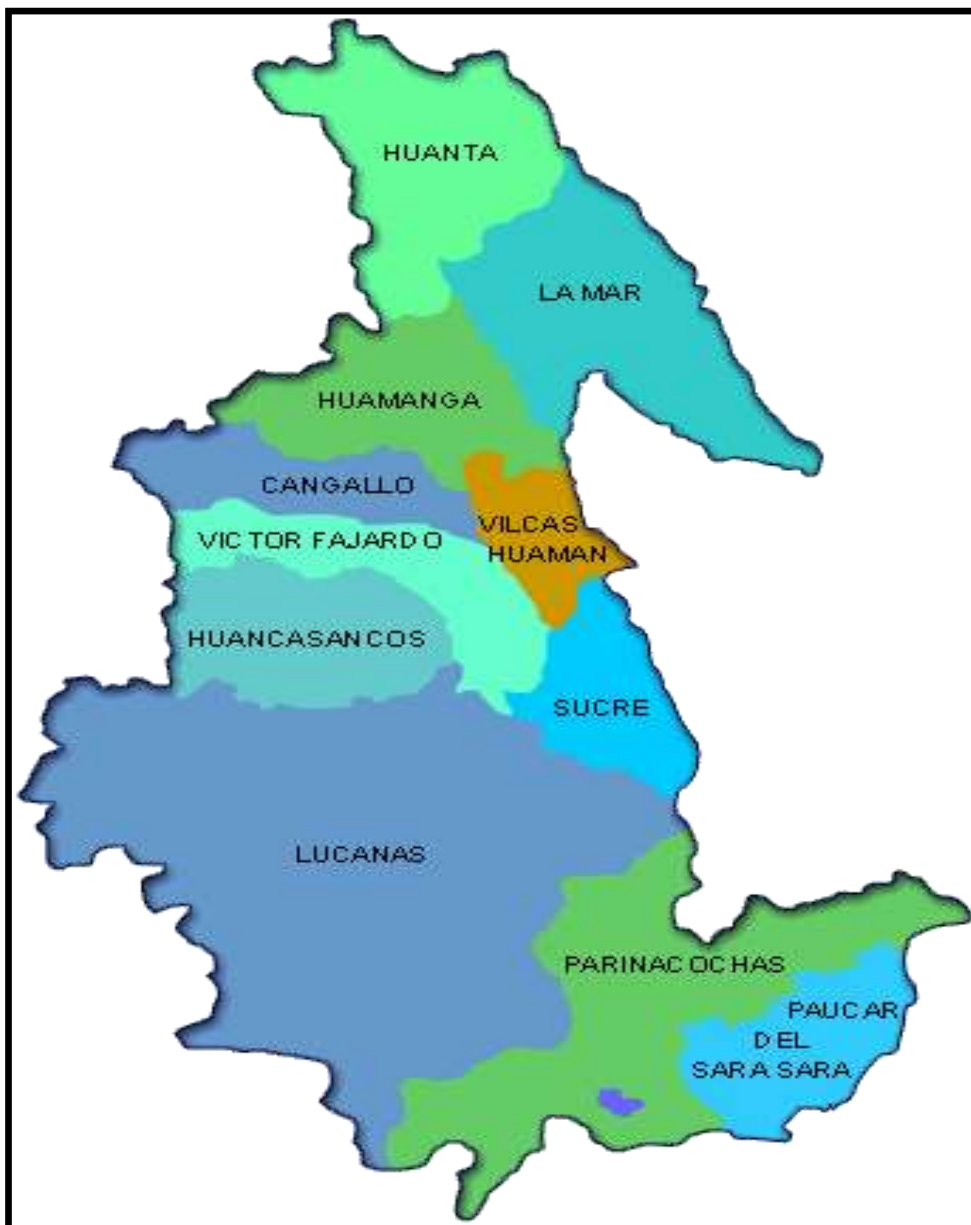 HUANTA
LA MAR
HUAMANGA
CANGALLO
VILCAS
HUAMAN
VICTOR FAJARDO
HUANCASANCOS
SUCRE
LUCANAS
PARINACOCHAS
PAUCAR
DEL
SARA SARA